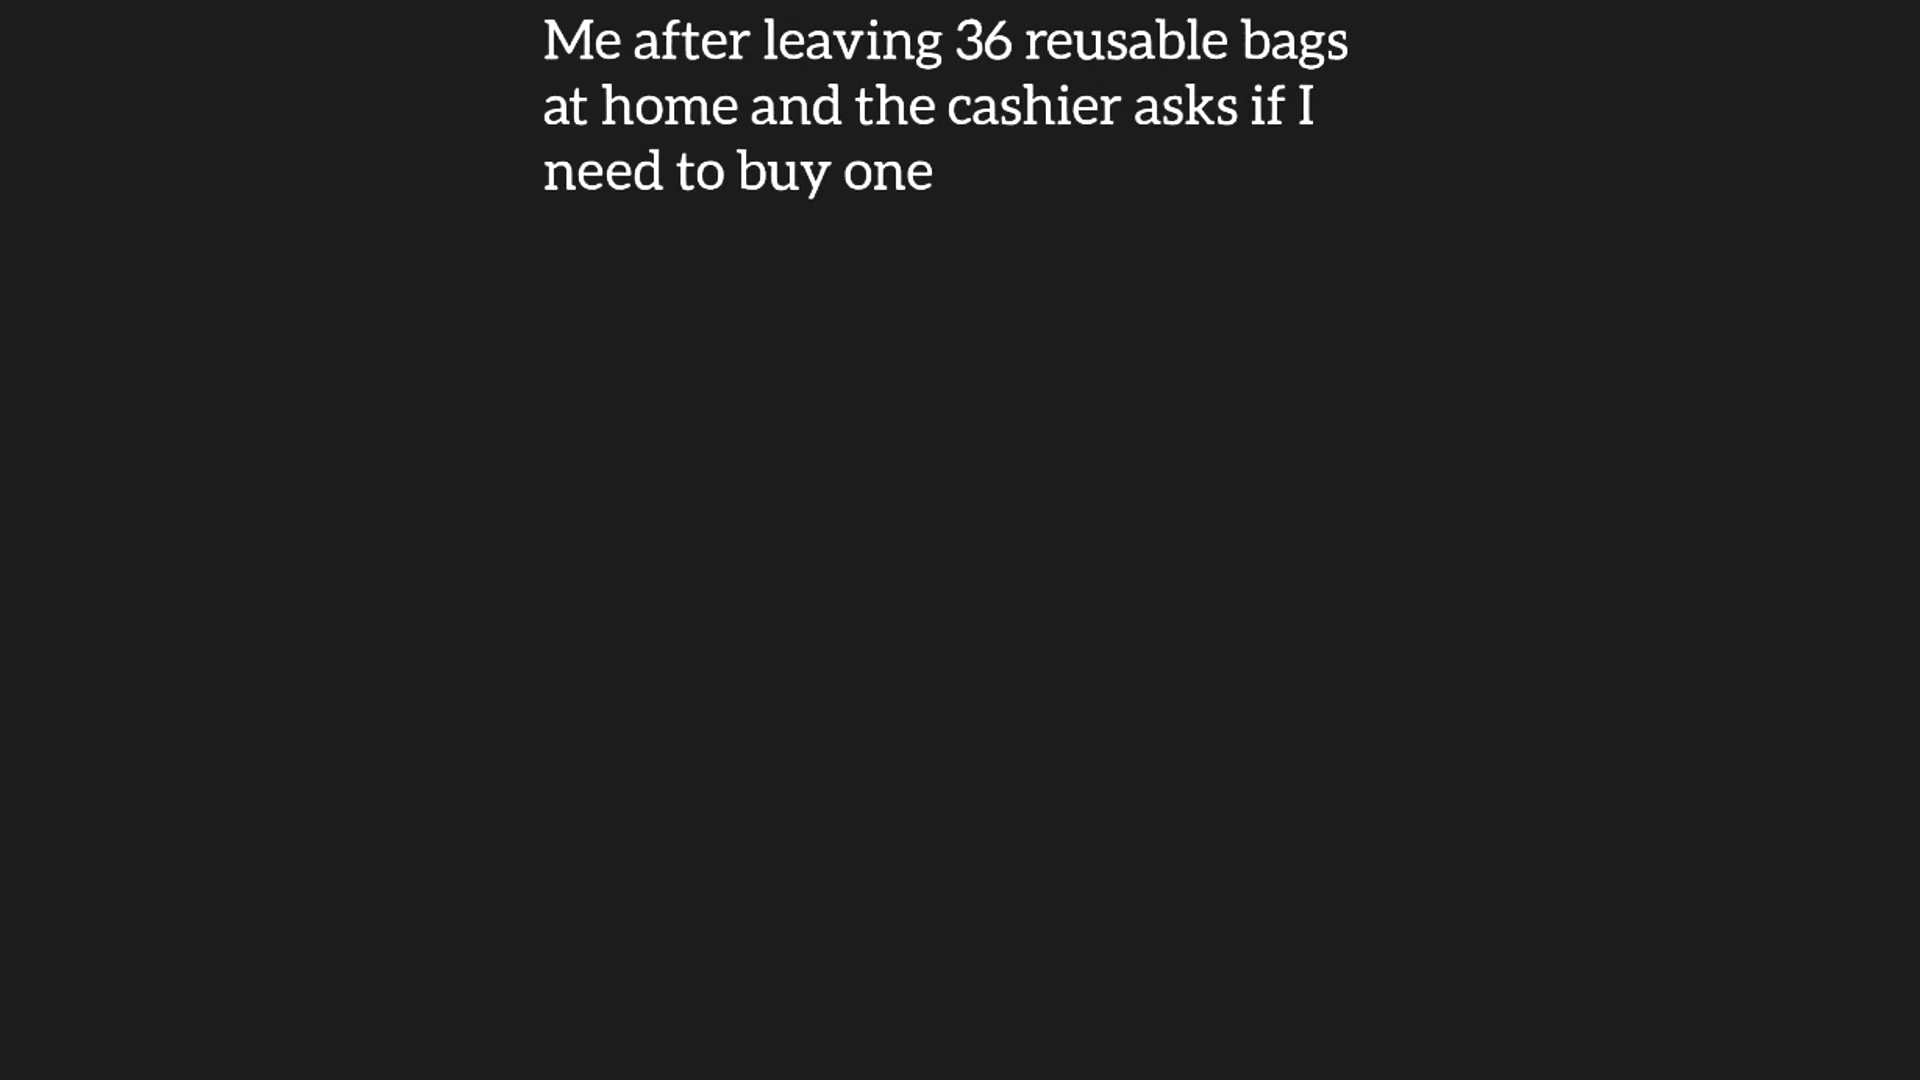 Me after leaving 36 reusable bags
at home and the cashier asks if I
need to buy one